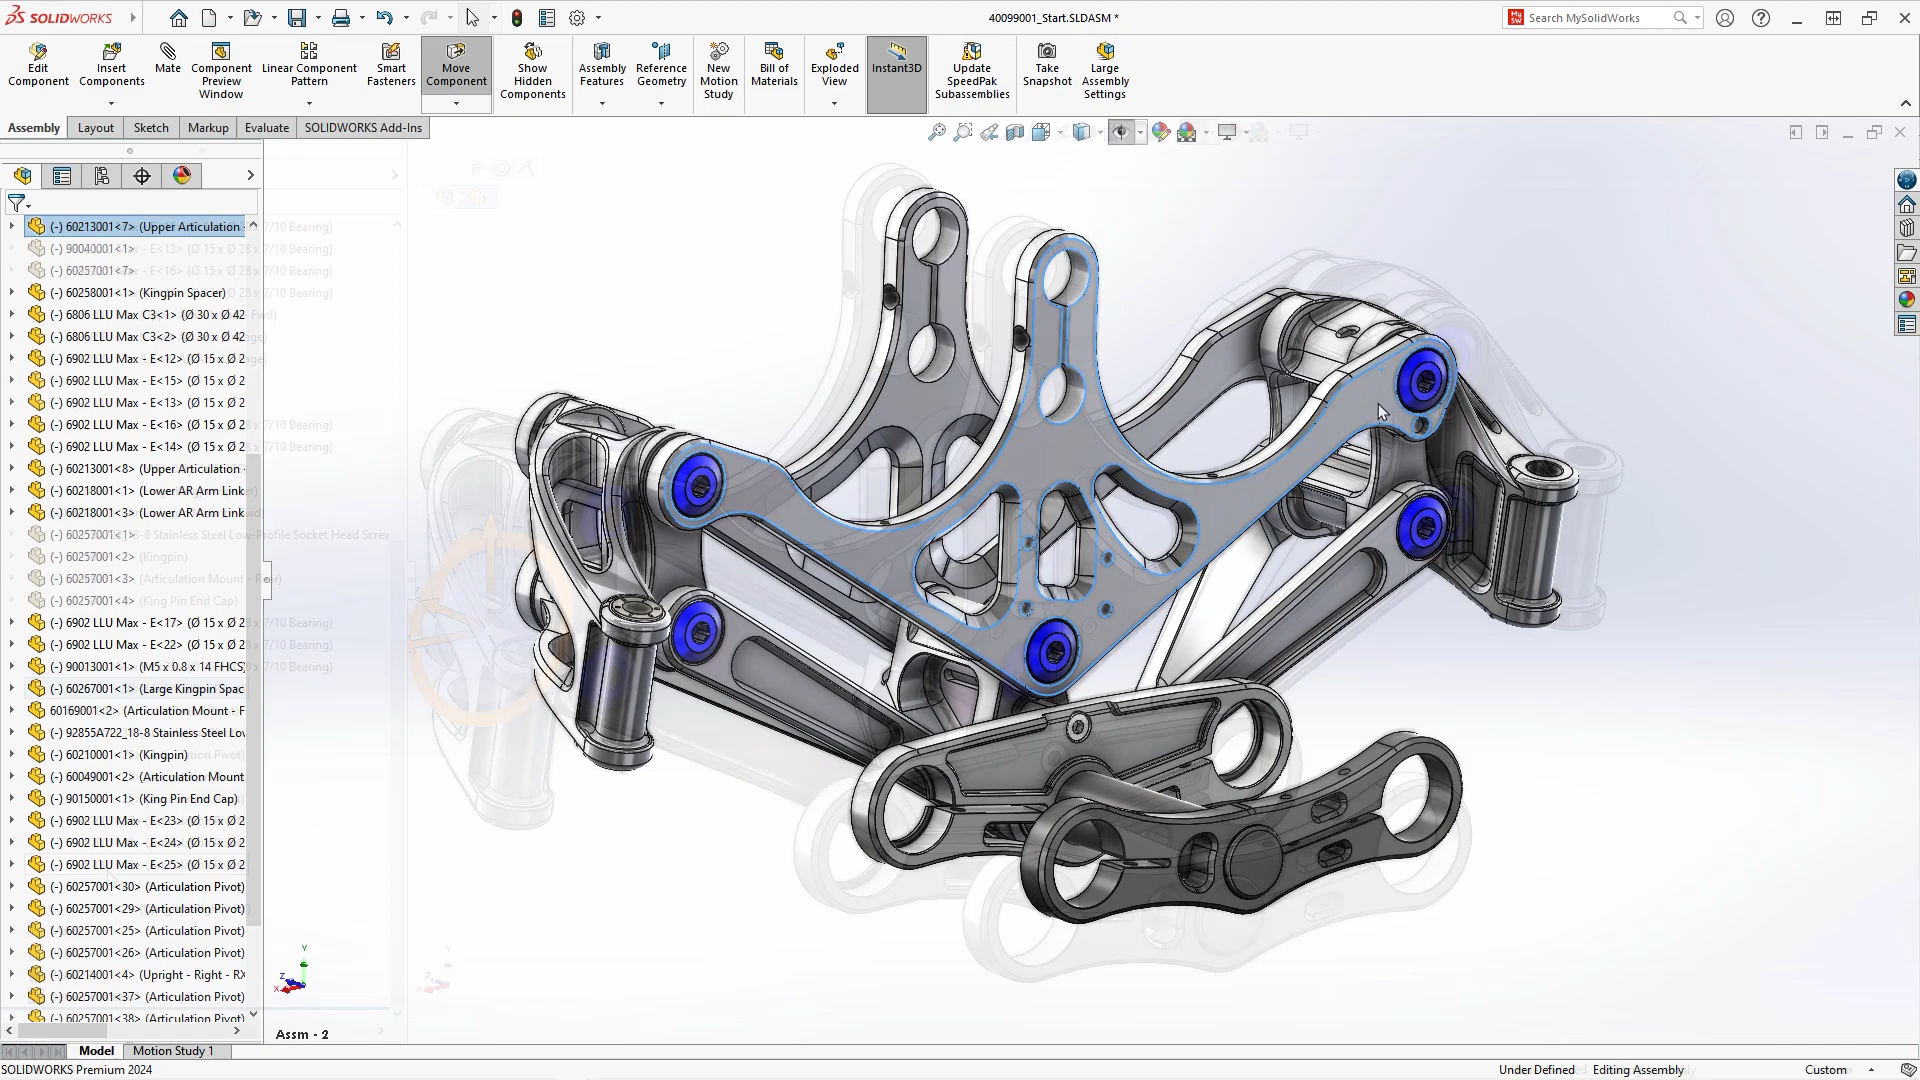 SOLIDWORKS
40099001_Start.SLDASM *
Search MySolidWorks
Edit Component
Insert Components
Mate
Component Preview Window
Linear Component Pattern
Smart Fasteners
Move Component
Show Hidden Components
Assembly Features
Reference Geometry
New Motion Study
Bill of Materials
Exploded View
Instant3D
Update SpeedPak Subassemblies
Take Snapshot
Large Assembly Settings
Assembly
Layout
Sketch
Markup
Evaluate
SOLIDWORKS Add-Ins
(-) 60213001<7> (Upper Articulation
(-) 90040001<1>
(-) 60257001<7>
(-) 60258001<1> (Kingpin Spacer)
(-) 6806 LLU Max C3<1> (Ø 30 x Ø 42
(-) 6806 LLU Max C3<2> (Ø 30 x Ø 42
(-) 6902 LLU Max - E<12> (Ø 15 x Ø 2
(-) 6902 LLU Max - E<15> (Ø 15 x Ø 2
(-) 6902 LLU Max - E<13> (Ø 15 x Ø 2
(-) 6902 LLU Max - E<16> (Ø 15 x Ø 2
(-) 6902 LLU Max - E<14> (Ø 15 x Ø 2
(-) 60213001<8> (Upper Articulation
(-) 60218001<1> (Lower AR Arm Link
(-) 60218001<3> (Lower AR Arm Link
(-) 60257001<1>
(-) 60257001<2> (Kingpin)
(-) 60257001<3> (Articulation Mount - Rear)
(-) 60257001<4> (King Pin End Cap)
(-) 6902 LLU Max - E<17> (Ø 15 x Ø 2
(-) 6902 LLU Max - E<22> (Ø 15 x Ø 2
(-) 90013001<1> (M5 x 0.8 x 14 FHCS)
(-) 60267001<1> (Large Kingpin Spac
60169001<2> (Articulation Mount - F
(-) 92855A722_18-8 Stainless Steel Lov
(-) 60210001<1> (Kingpin)
(-) 60049001<2> (Articulation Mount
(-) 90150001<1> (King Pin End Cap)
(-) 6902 LLU Max - E<23> (Ø 15 x Ø 2
(-) 6902 LLU Max - E<24> (Ø 15 x Ø 2
(-) 6902 LLU Max - E<25> (Ø 15 x Ø 2
(-) 60257001<30> (Articulation Pivot)
(-) 60257001<29> (Articulation Pivot)
(-) 60257001<25> (Articulation Pivot)
(-) 60257001<26> (Articulation Pivot)
(-) 60214001<4> (Upright - Right - RX
(-) 60257001<37> (Articulation Pivot)
(-) 60257001<38> (Articulation Pivot)
Y
Z
X
Assm - 2
Model
Motion Study 1
SOLIDWORKS Premium 2024
Under Defined
Editing Assembly
Custom